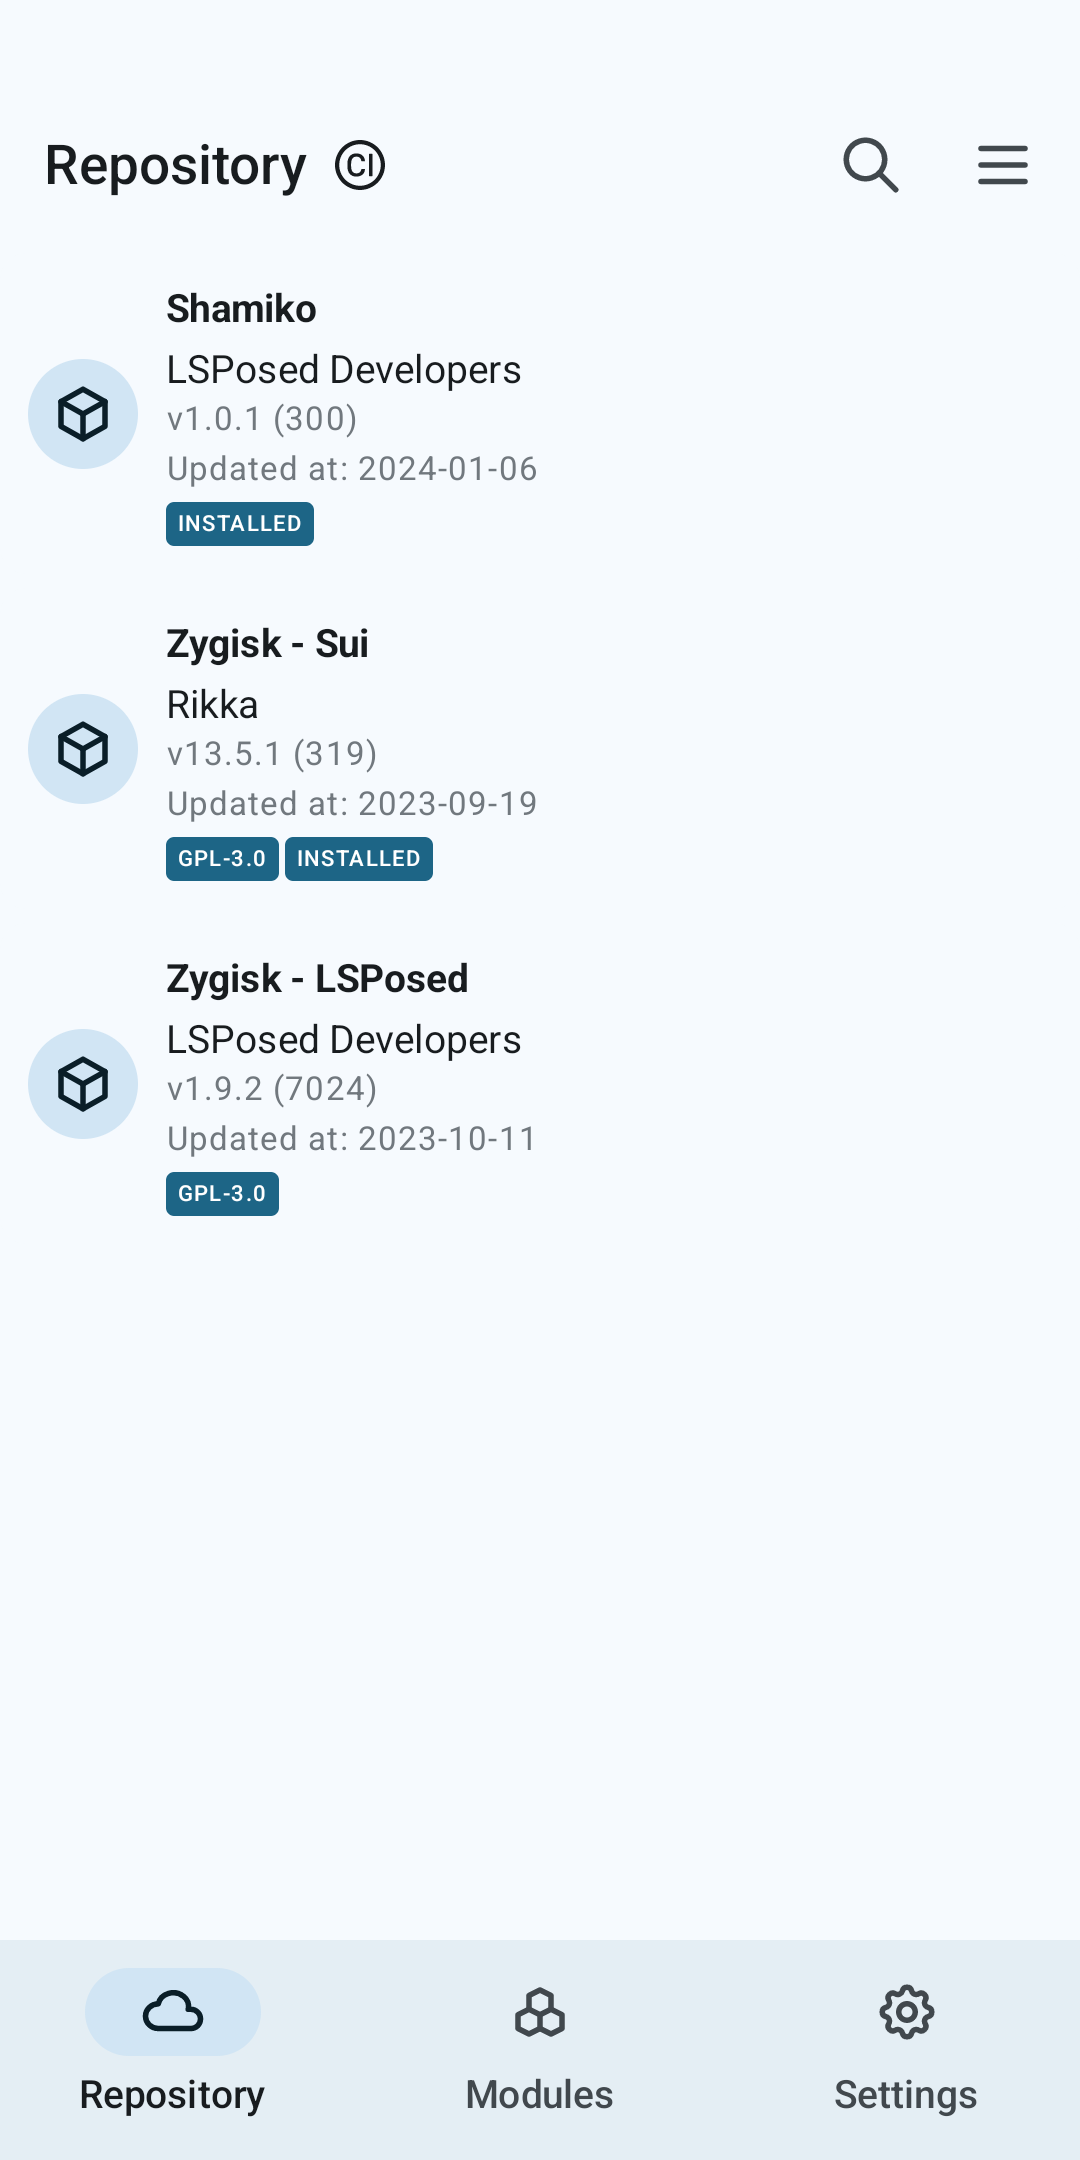 Repository CI
Shamiko
LSPosed Developers
v1.0.1 (300)
Updated at: 2024-01-06
INSTALLED
Zygisk - Sui
Rikka
v13.5.1 (319)
Updated at: 2023-09-19
GPL-3.0 INSTALLED
Zygisk - LSPosed
LSPosed Developers
v1.9.2 (7024)
Updated at: 2023-10-11
GPL-3.0
Repository Modules Settings